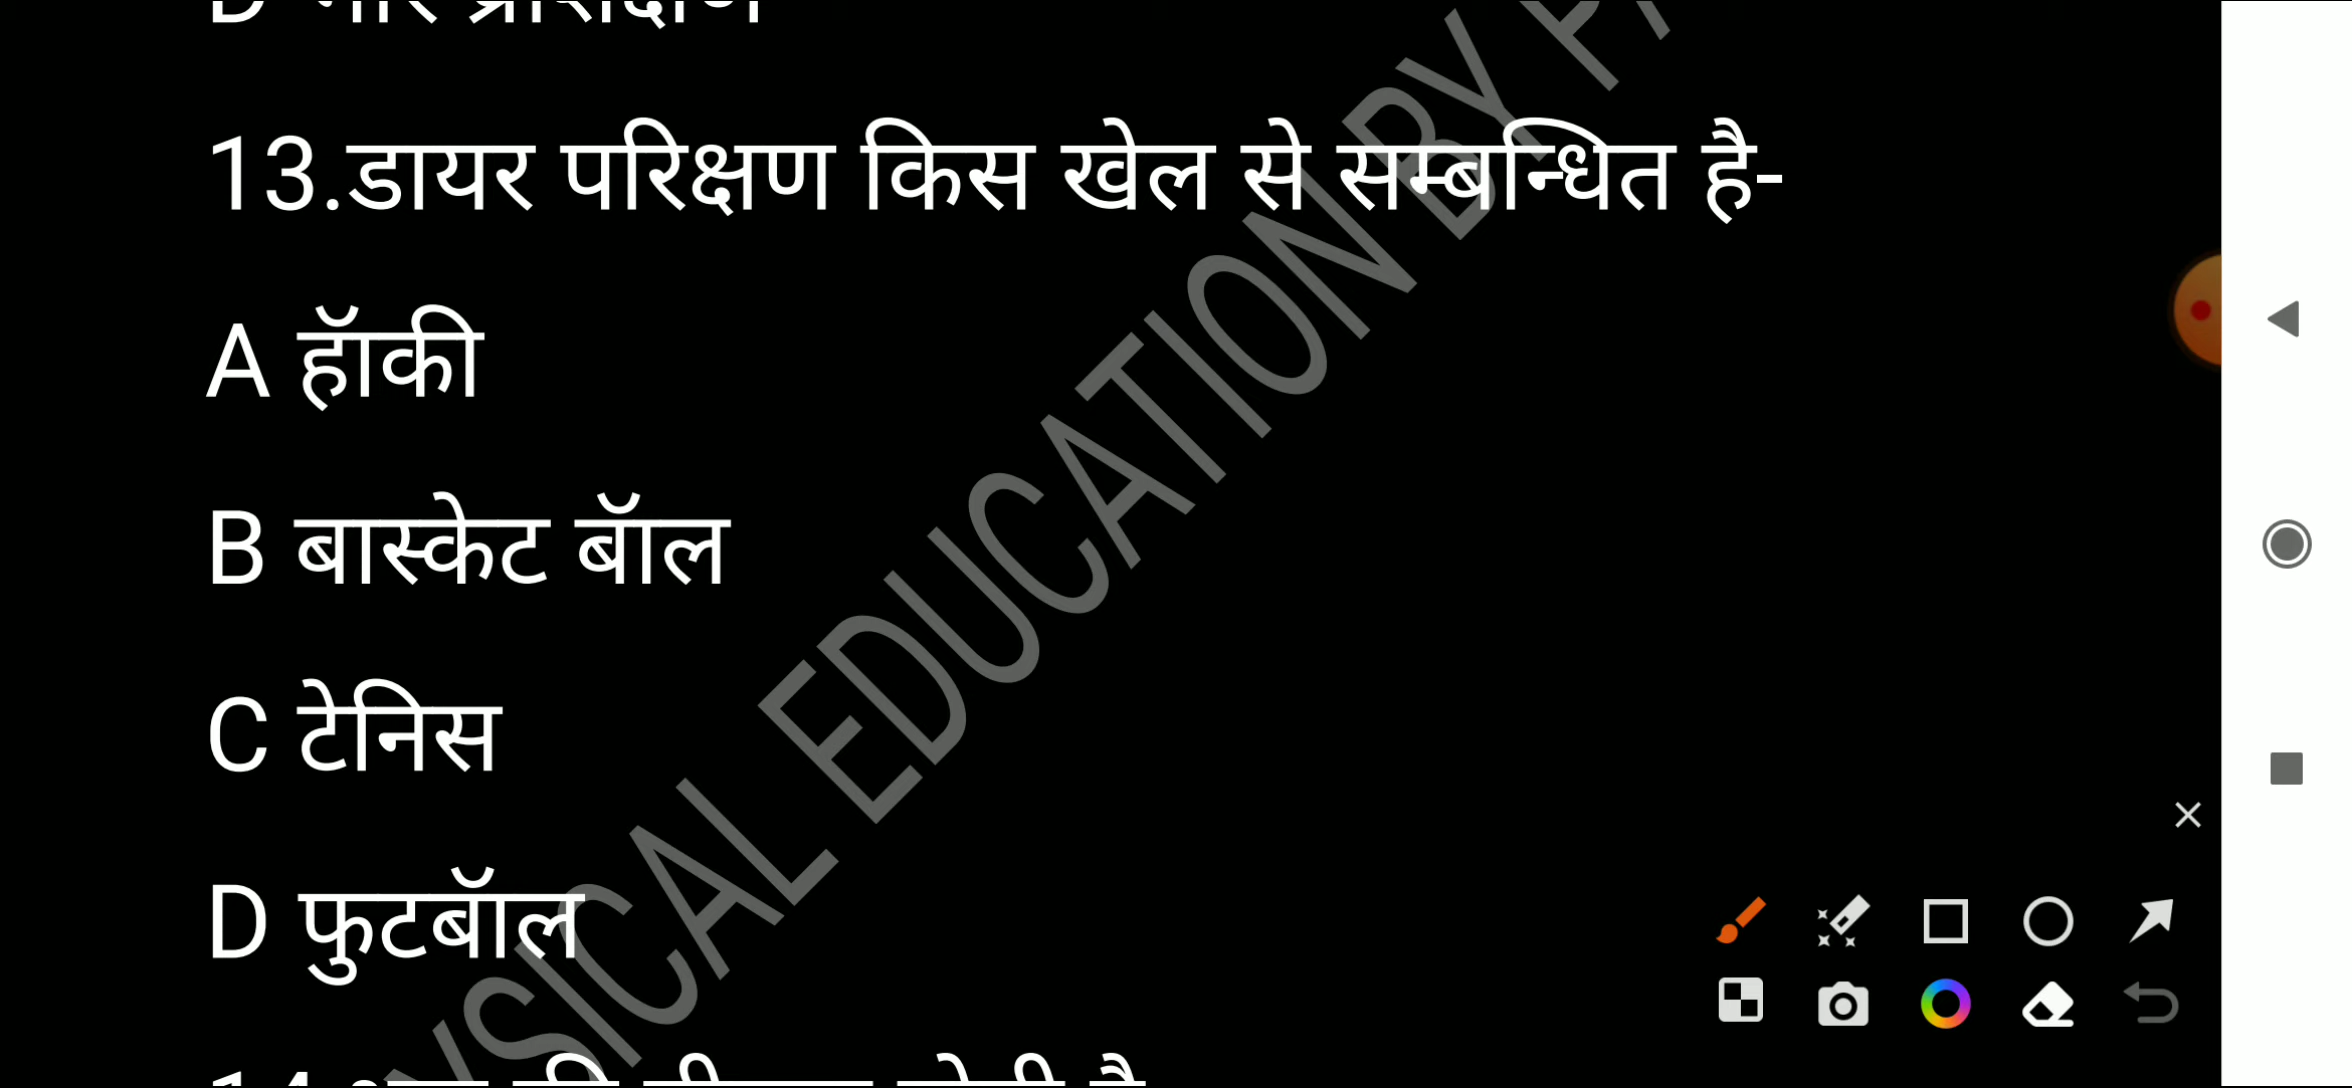 13.डायर परिक्षण किस खेल से सम्बन्धित है-
A हॉकी
B बास्केट बॉल
C टेनिस
D फुटबॉल
PHYSICAL EDUCATION BY